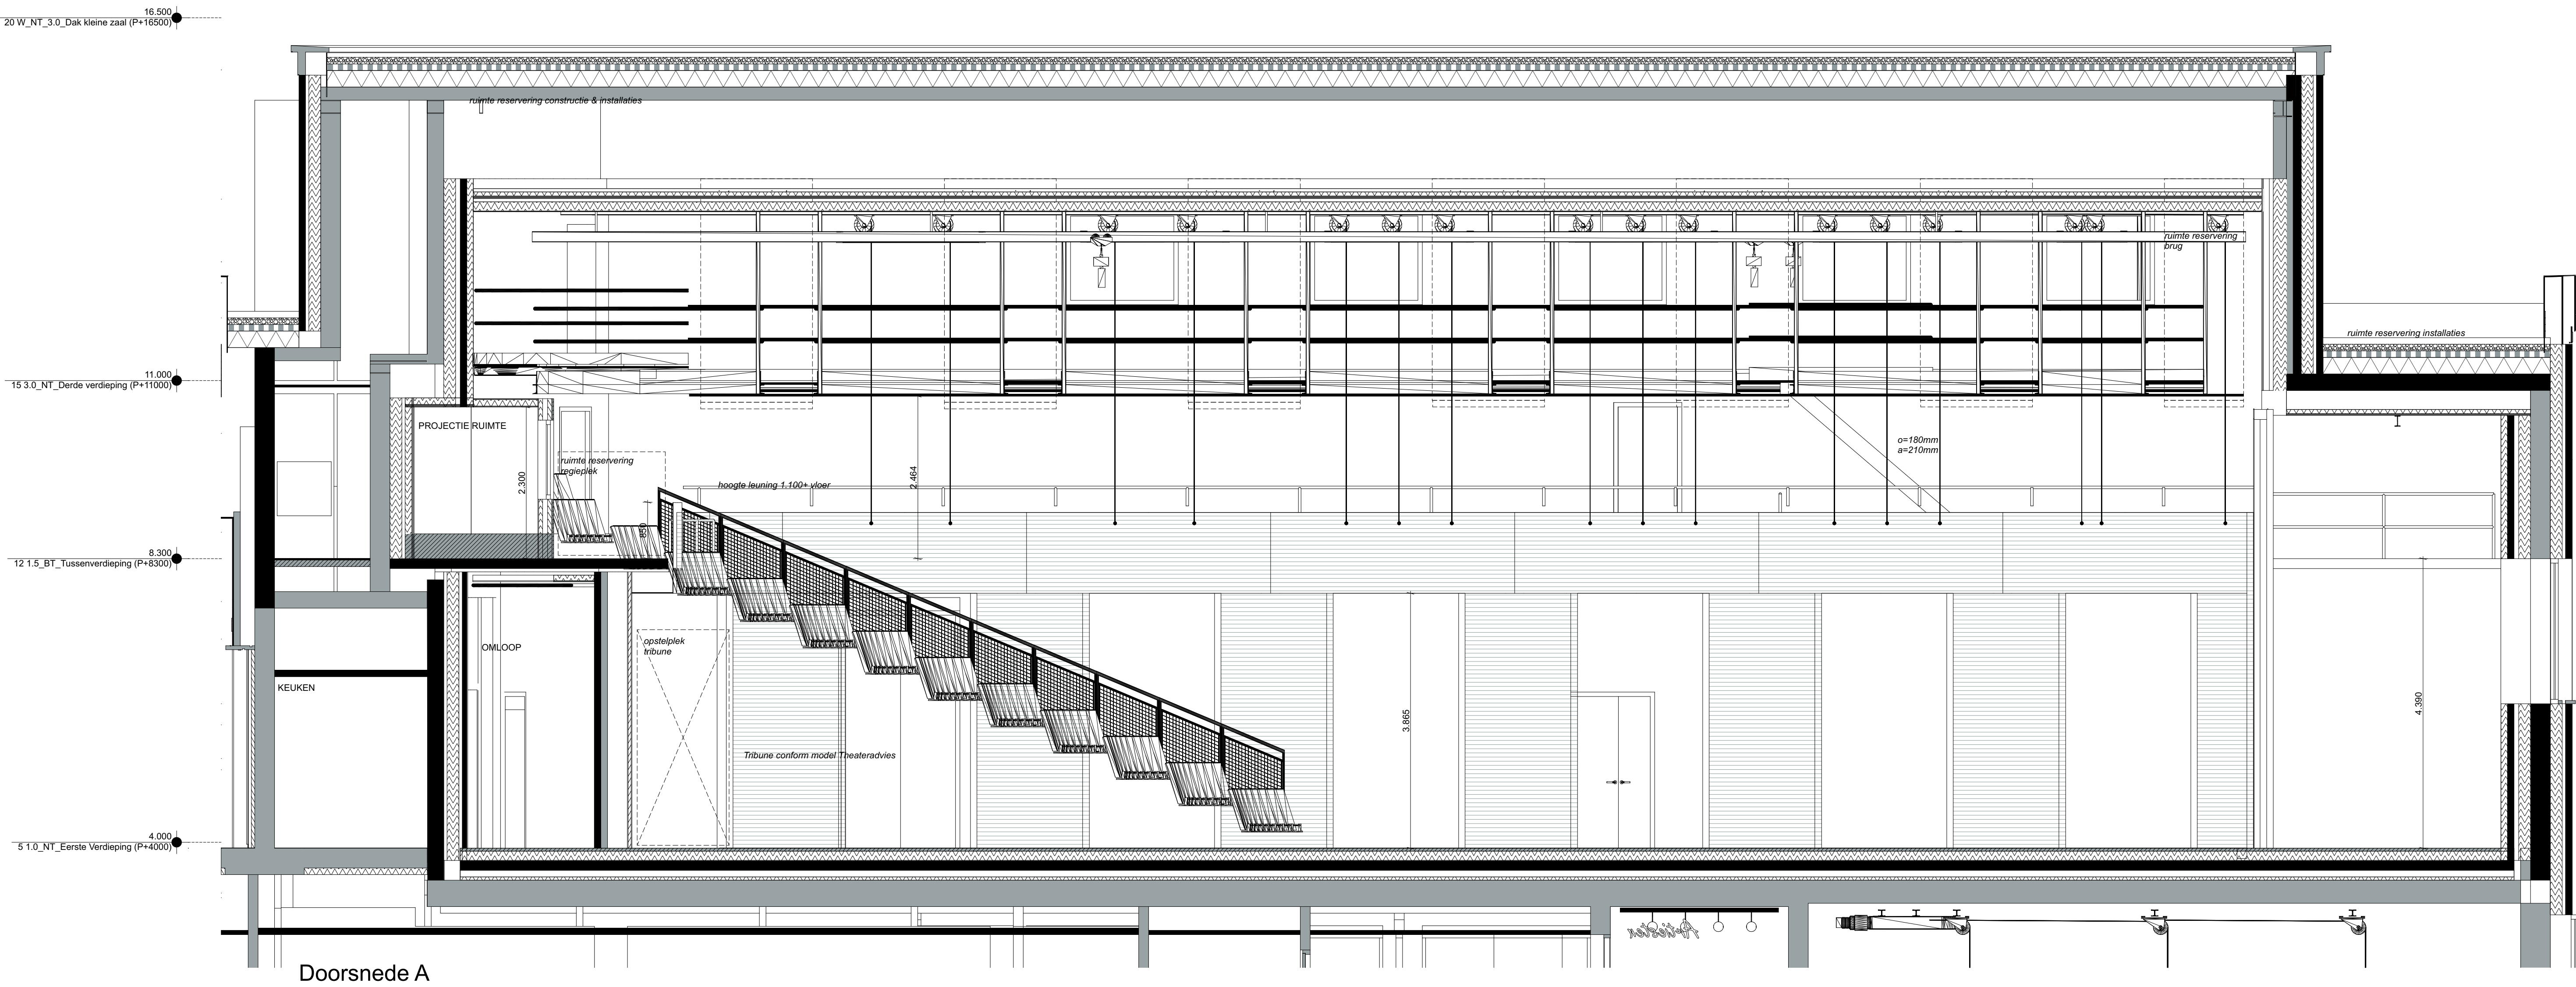 16.500
20 W_NT_3.0_Dak kleine zaal (P+16500)
ruimte reservering constructie & installaties
ruimte reservering
brug
ruimte reservering installaties
11.000
15 3.0_NT_Derde verdieping (P+11000)
PROJECTIE RUIMTE
o=180mm
a=210mm
ruimte reservering
regieplek
2.300
2.464
hoogte leuning 1.100+ vloer
850
8.300
12 1.5_BT_Tussenverdieping (P+8300)
opstelplek
tribune
OMLOOP
KEUKEN
3.865
4.390
Tribune conform model Theateradvies
4.000
5 1.0_NT_Eerste Verdieping (P+4000)
Artiesten
Doorsnede A